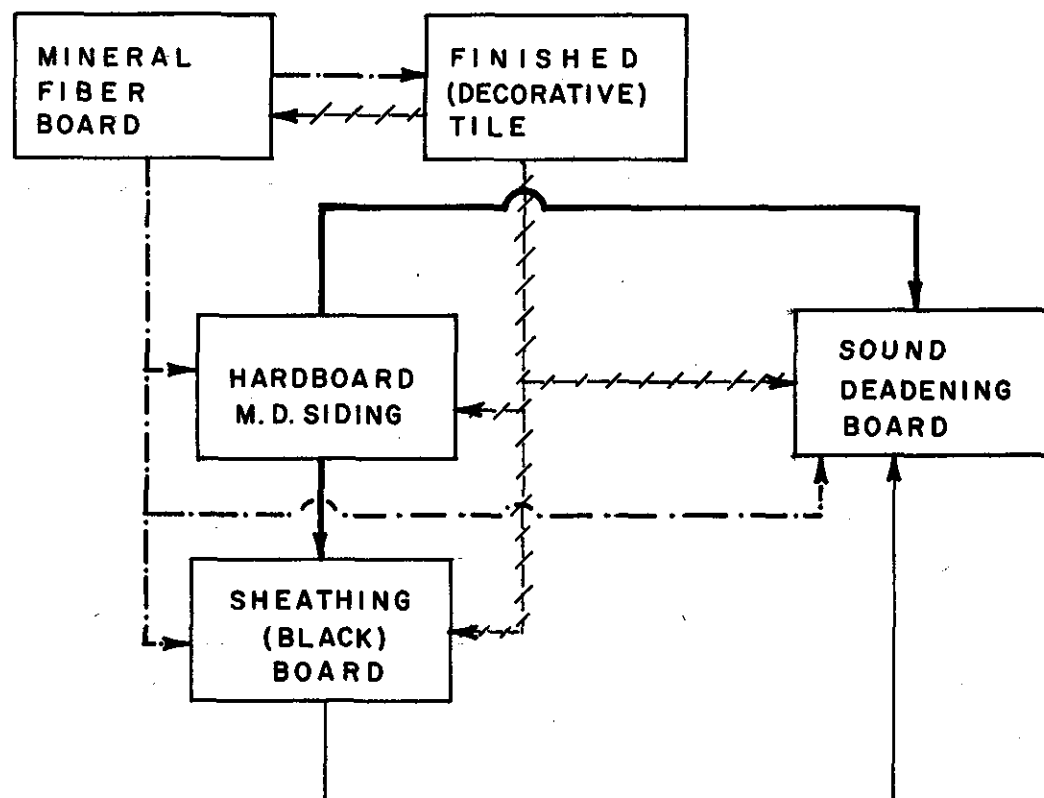 MINERAL
FIBER
BOARD
FINISHED
(DECORATIVE)
TILE
HARDBOARD
M.D. SIDING
SOUND
DEADENING
BOARD
SHEATHING
(BLACK)
BOARD